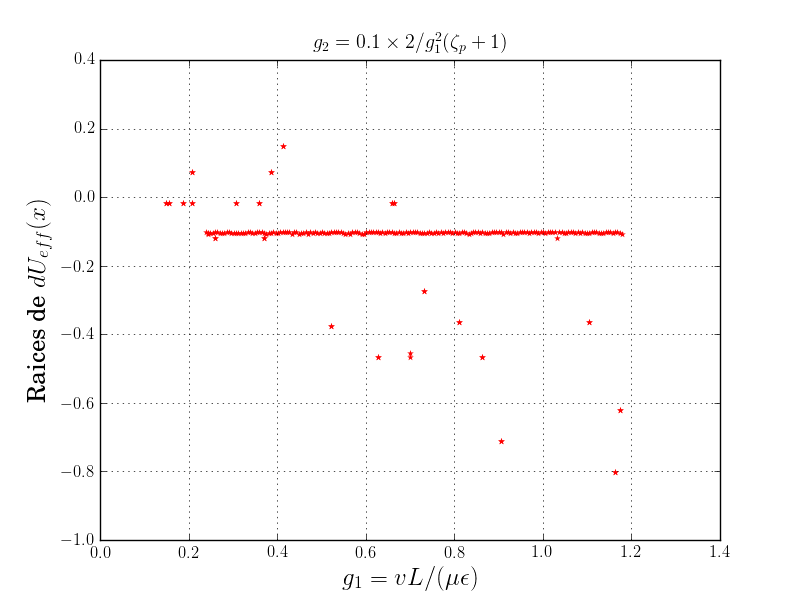 g₂ = 0.1 × 2/g₁²(ζₚ + 1)
0.4
0.2
0.0
−0.2
−0.4
−0.6
−0.8
−1.0
Raices de dU_{eff}(x)
0.0 0.2 0.4 0.6 0.8 1.0 1.2 1.4
g₁ = vL/(μϵ)